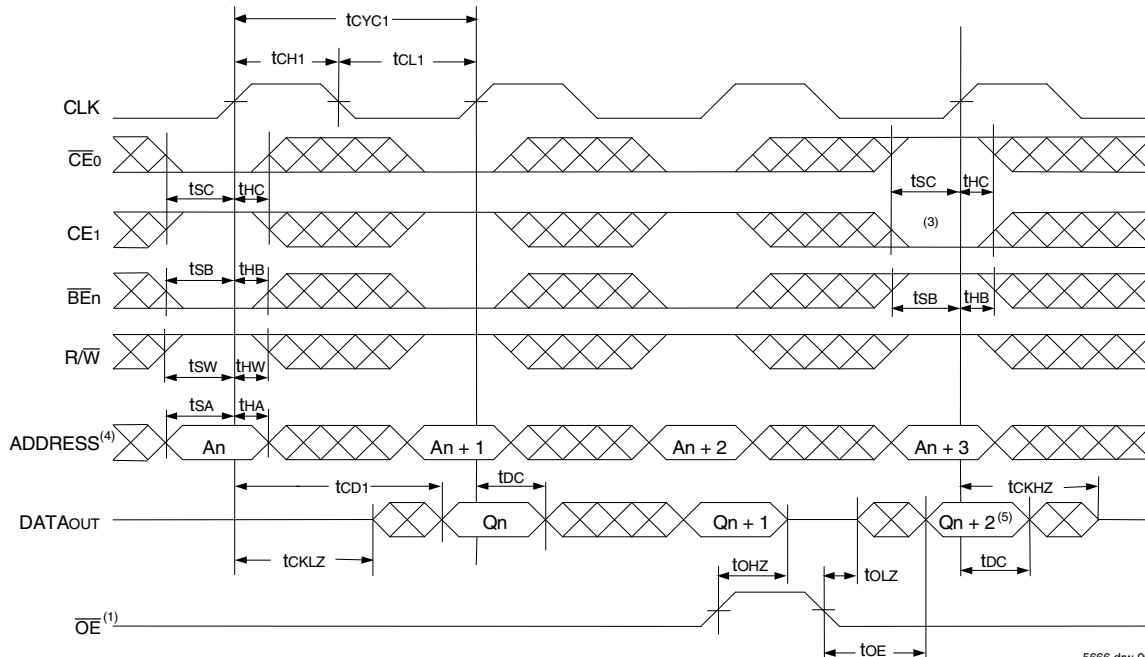 tCYC1
tCH1 tCL1
CLK
CE0
tSC tHC tSC tHC
CE1 (3)
tSB tHB
BEn tSB tHB
R/W
tSW tHW
tSA tHA
ADDRESS(4) An An + 1 An + 2 An + 3
tCD1 tDC tCKHZ
DATAOUT Qn Qn + 1 Qn + 2(5)
tCKLZ tOHZ tOLZ tDC
OE(1)
tOE